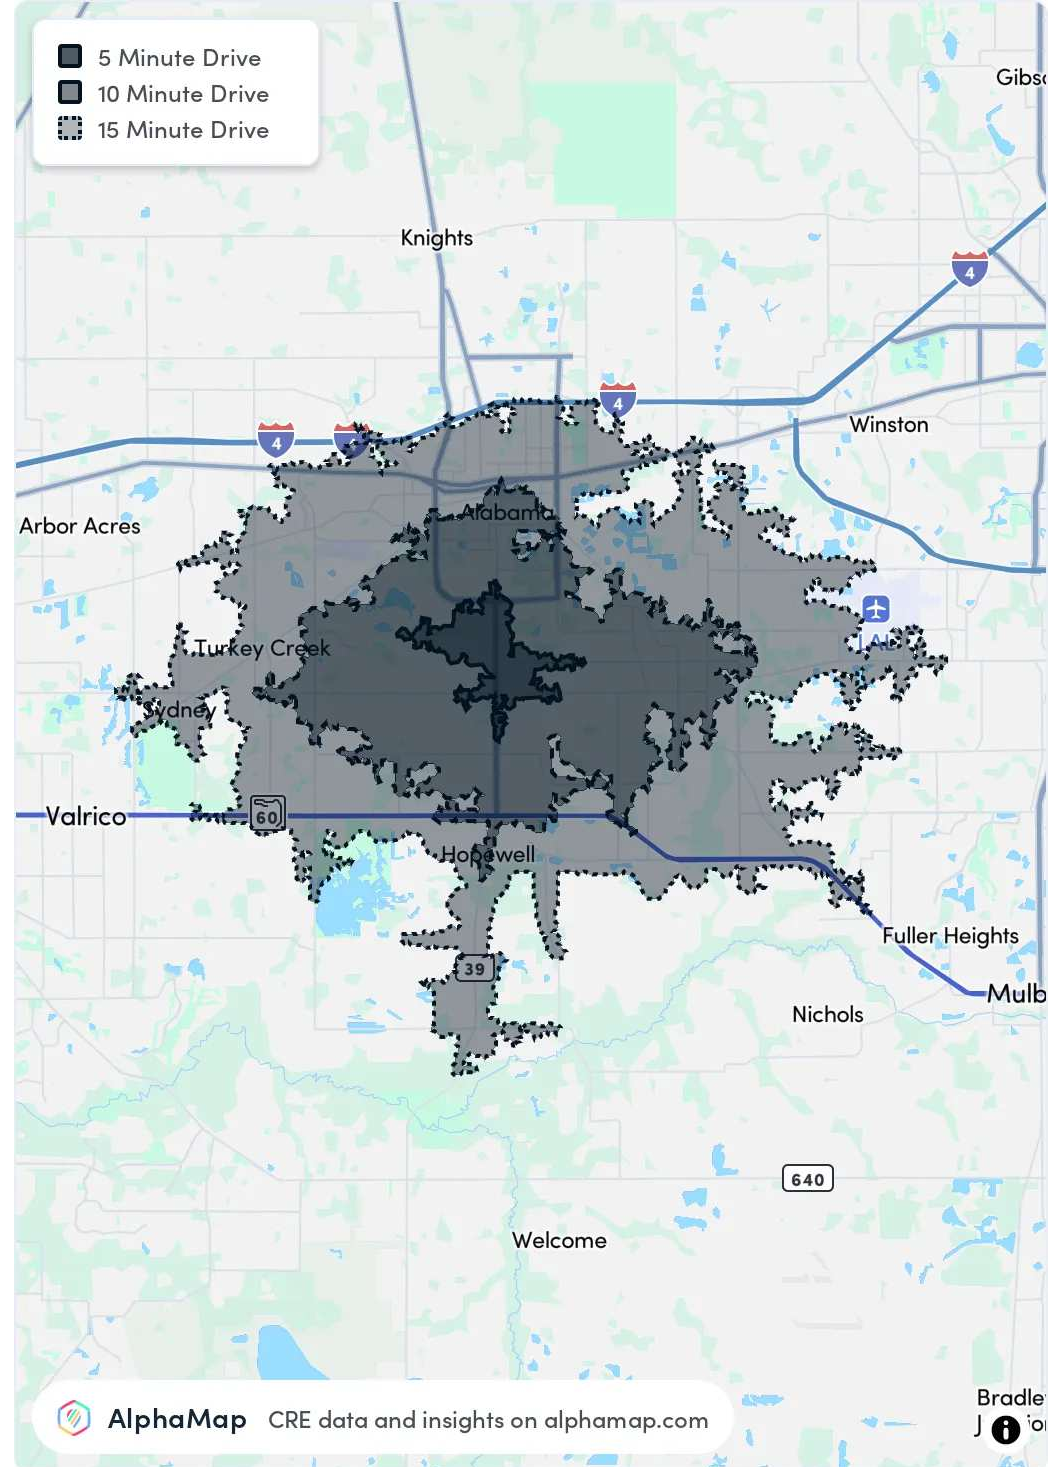 5 Minute Drive
10 Minute Drive
15 Minute Drive
Knights
4
4
4
Winston
Arbor Acres
Alabama
Turkey Creek
Sydney
Valrico
60
Hopewell
39
Fuller Heights
Nichols
640
Welcome
AlphaMap
CRE data and insights on alphamap.com